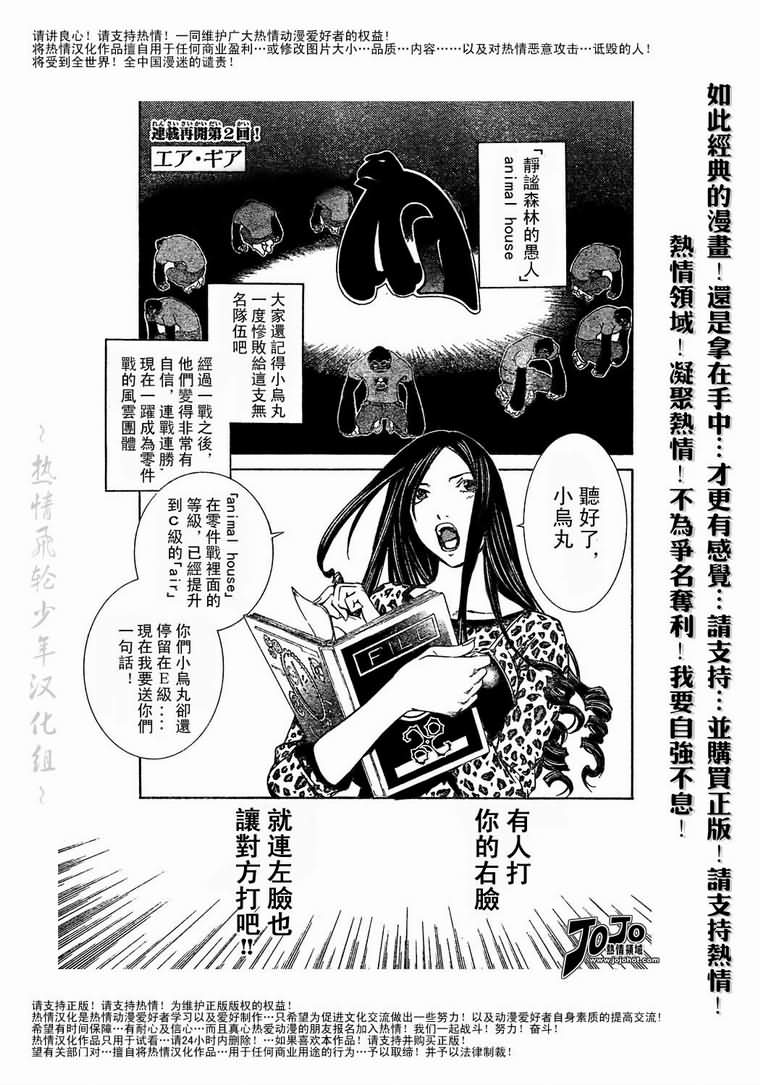 请讲良心！请支持热情！一同维护广大热情动漫爱好者的权益！
将热情汉化作品擅自用于任何商业盈利…或修改图片大小…品质…内容……以及对热情恶意攻击…诋毁的人！
将受到全世界！全中国漫迷的谴责！
如此經典的漫畫！還是拿在手中…才更有感覺…請支持…並購買正版！請支持熱情！
熱情領域！凝聚熱情！不為爭名奪利！我要自強不息！
れんさいさいかいだい かい
連載再開第2回！
エア・ギア
「靜謐森林的愚人」
animal house
大家還記得小烏丸
一度慘敗給這支無
名隊伍吧
經過一戰之後，
他們變得非常有
自信，連戰連勝
現在一躍成為零件
戰的風雲團體
聽好了，
小烏丸
「animal house」
在零件戰裡面的
等級，已經提升
到C級的「air」
你們小烏丸卻還
停留在E級…
現在我要送你們
一句話！
FILE
有人打
你的右臉
就連左臉也
讓對方打吧!!
~热情飛轮少年汉化组~
JOJO
熱情領域
www.jojohot.com
请支持正版！请支持热情！为维护正版版权的权益！
热情汉化是热情动漫爱好者学习以及爱好制作…只希望为促进文化交流做出一些努力！以及动漫爱好者自身素质的提高交流！
希望有时间保障…有耐心及信心…而且真心热爱动漫的朋友报名加入热情！我们一起战斗！努力！奋斗！
热情汉化作品只用于试看…请24小时内删除！…如果喜欢本作品！请支持并购买正版！
望有关部门对…擅自将热情汉化作品…用于任何商业用途的行为…予以取缔！并予以法律制裁！